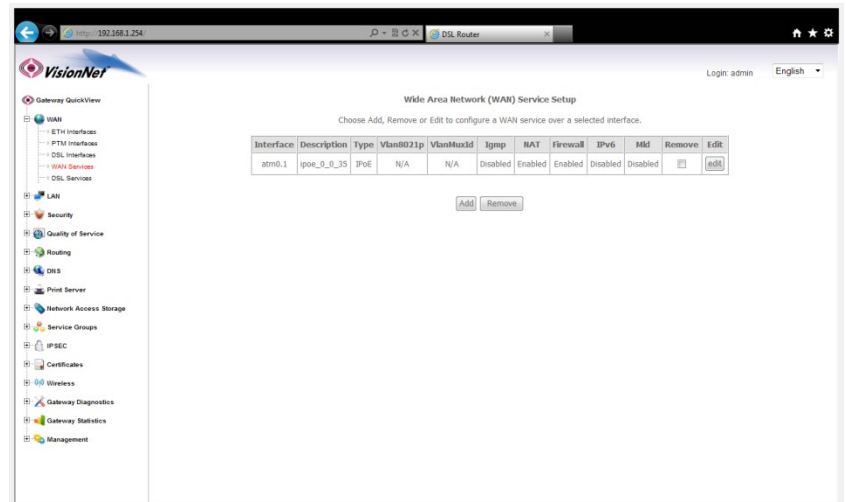 http://192.168.1.254/
DSL Router
VisionNet
Login: admin
English
Gateway QuickView
WAN
ETH Interfaces
PTM Interfaces
DSL Interfaces
WAN Services
DSL Services
LAN
Security
Quality of Service
Routing
DNS
Print Server
Network Access Storage
Service Groups
IPSEC
Certificates
Wireless
Gateway Diagnostics
Gateway Statistics
Management
Wide Area Network (WAN) Service Setup
Choose Add, Remove or Edit to configure a WAN service over a selected interface.
Interface Description Type Vlan8021p VlanMuxId Igmp NAT Firewall IPv6 Mld Remove Edit
atm0.1 ipoe_0_0_35 IPoE N/A N/A Disabled Enabled Enabled Disabled Disabled edit
Add Remove